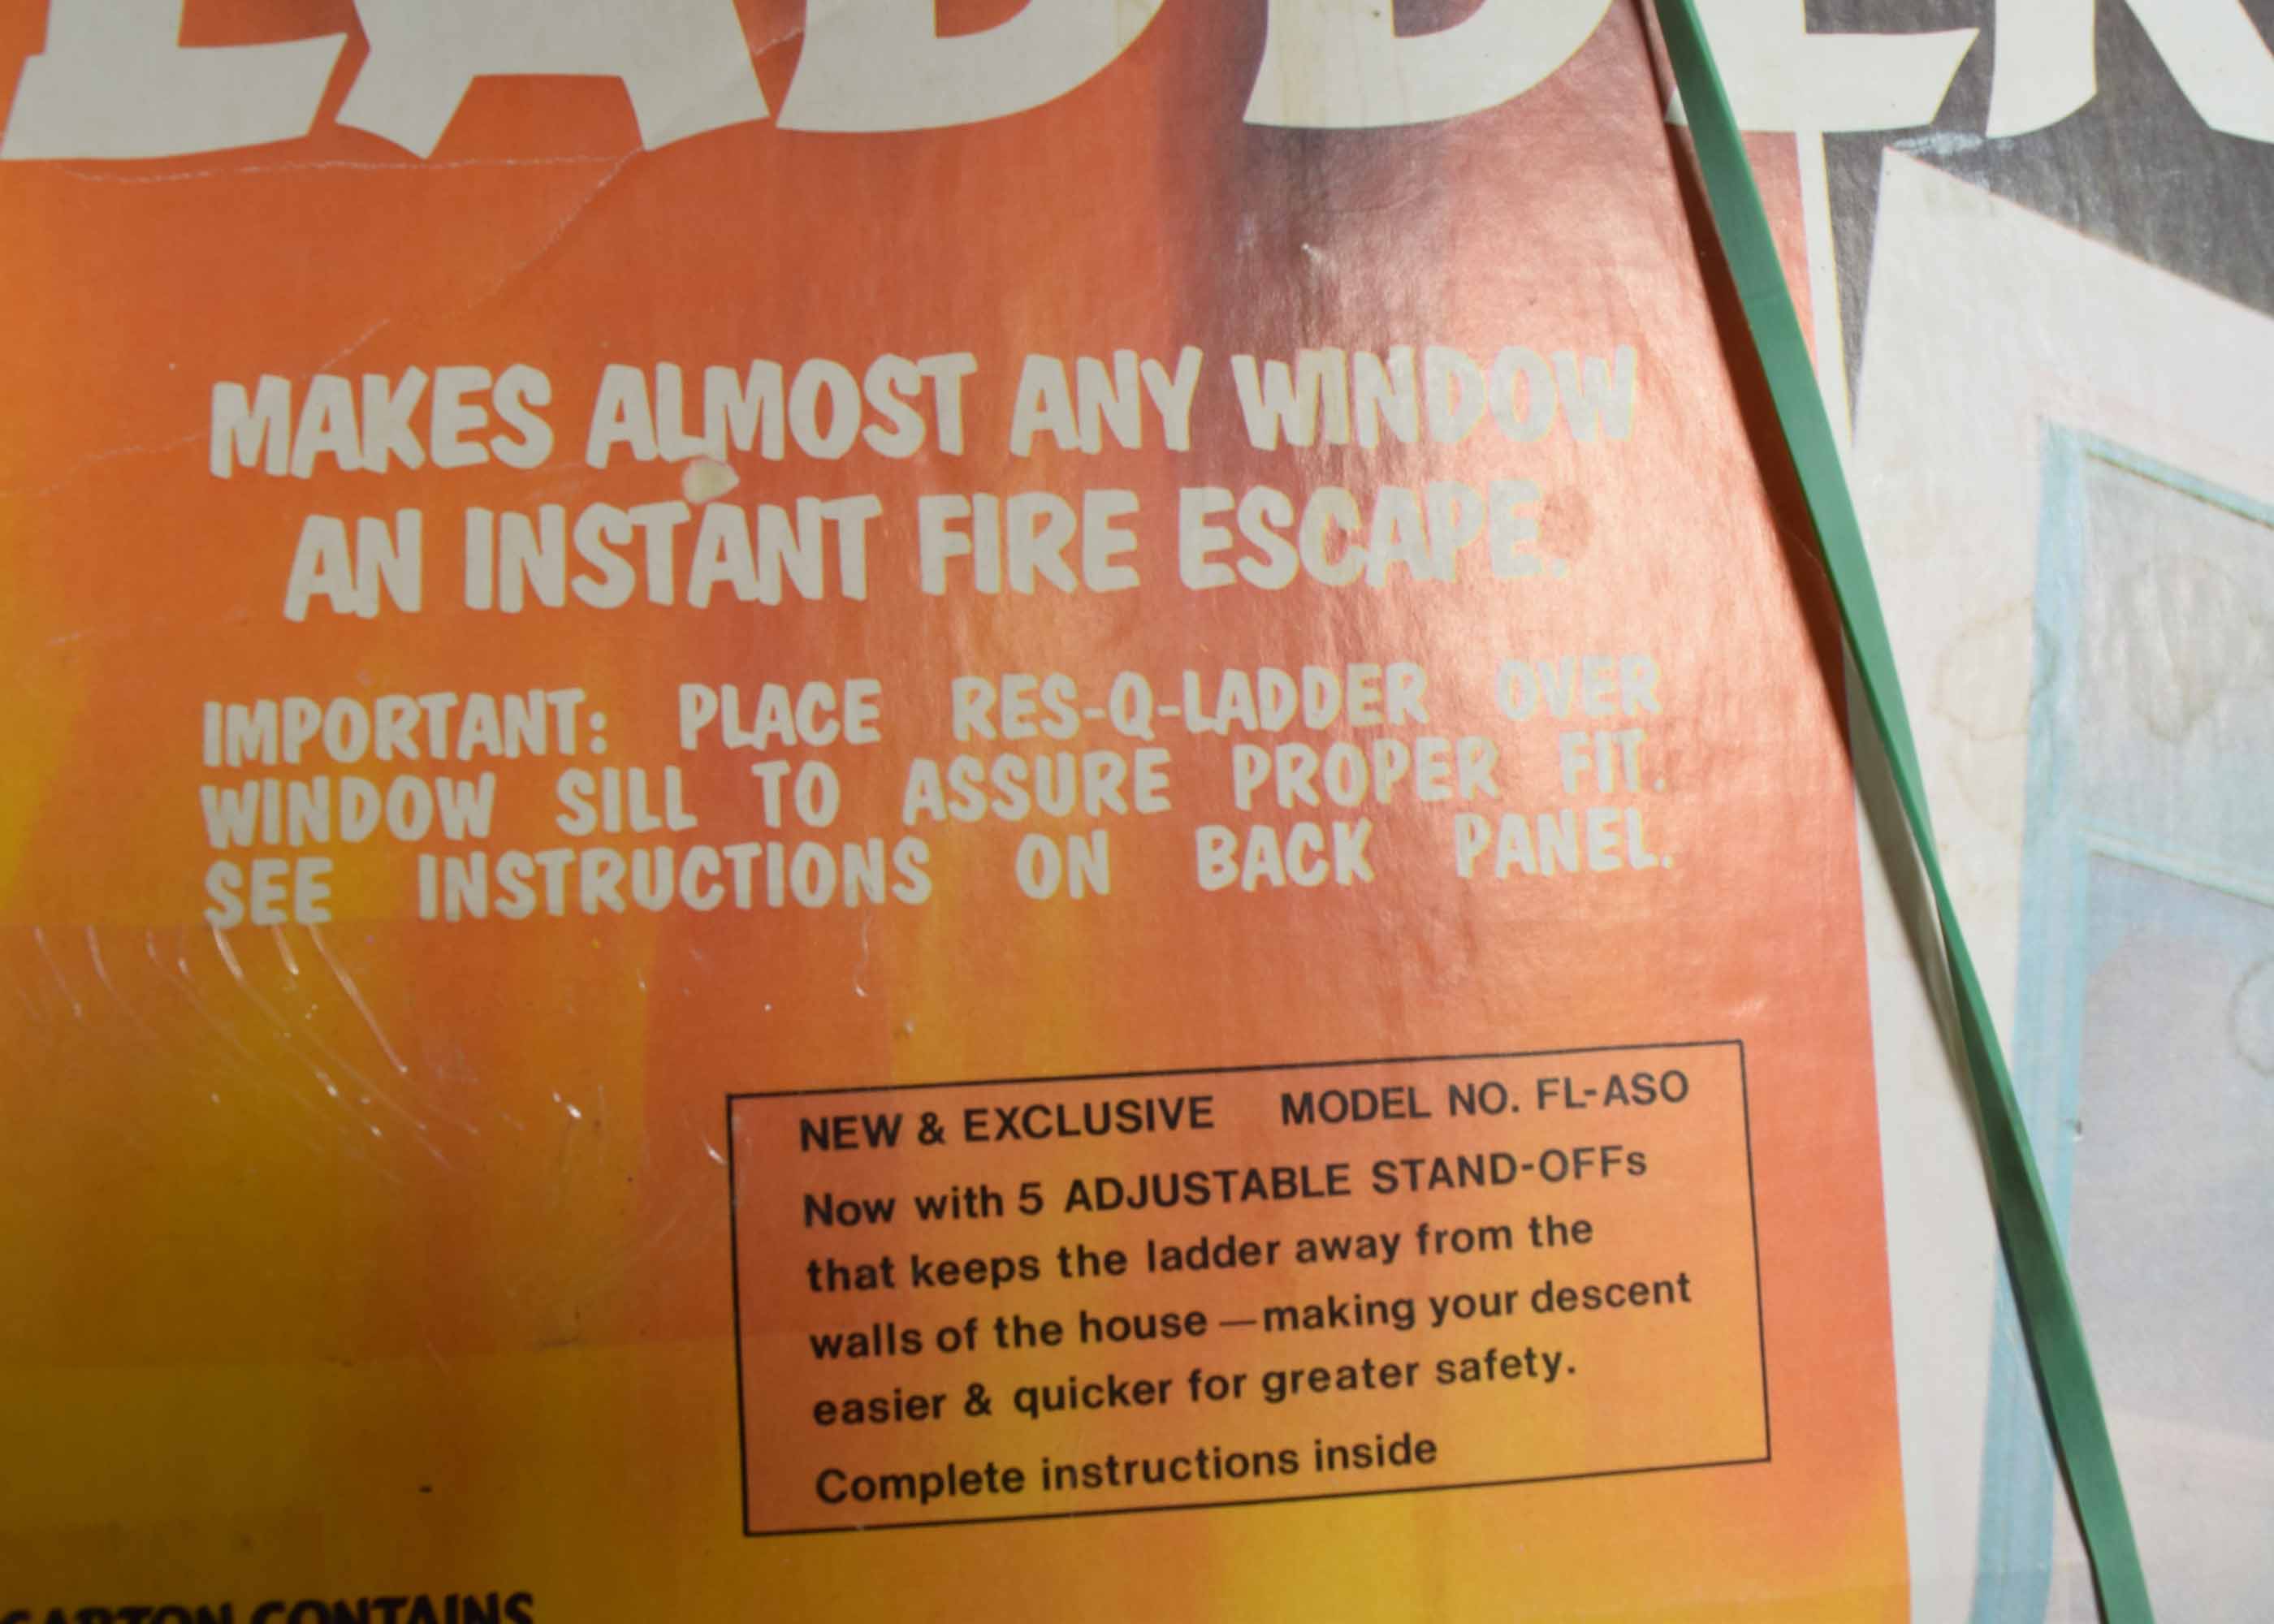 LADDER
MAKES ALMOST ANY WINDOW
AN INSTANT FIRE ESCAPE.
IMPORTANT: PLACE RES-Q-LADDER OVER
WINDOW SILL TO ASSURE PROPER FIT.
SEE INSTRUCTIONS ON BACK PANEL.
NEW & EXCLUSIVE MODEL NO. FL-ASO
Now with 5 ADJUSTABLE STAND-OFFs
that keeps the ladder away from the
walls of the house — making your descent
easier & quicker for greater safety.
Complete instructions inside
CARTON CONTAINS